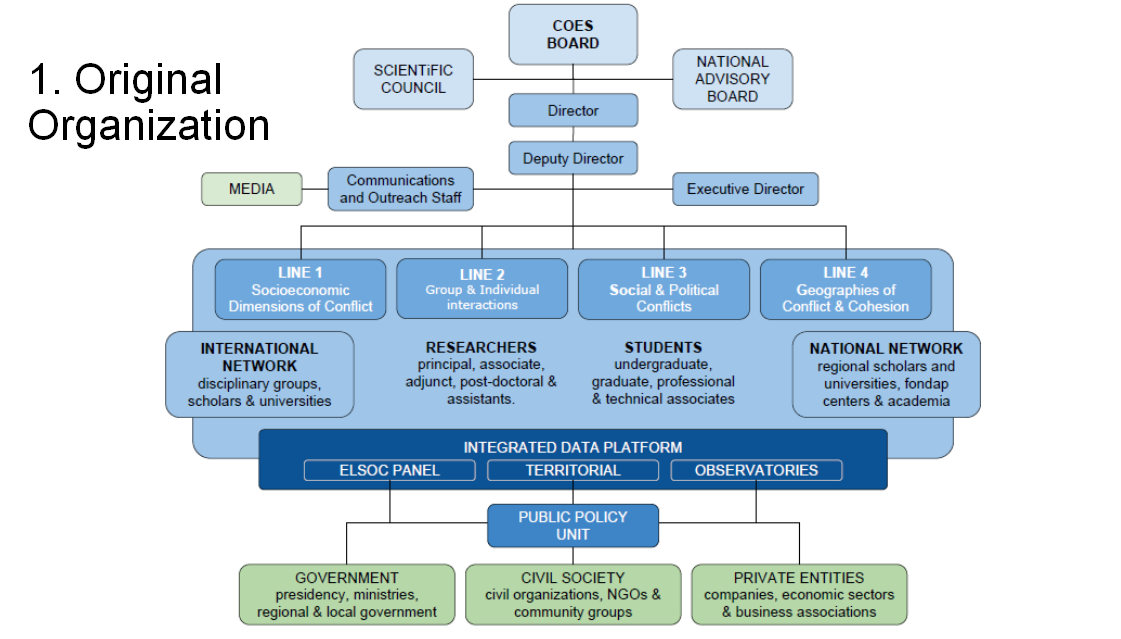 1. Original
Organization
COES
BOARD
SCIENTiFIC
COUNCIL
NATIONAL
ADVISORY
BOARD
Director
Deputy Director
MEDIA
Communications
and Outreach Staff
Executive Director
LINE 1
Socioeconomic
Dimensions of Conflict
LINE 2
Group & Individual
interactions
LINE 3
Social & Political
Conflicts
LINE 4
Geographies of
Conflict & Cohesion
INTERNATIONAL
NETWORK
disciplinary groups,
scholars & universities
RESEARCHERS
principal, associate,
adjunct, post-doctoral &
assistants.
STUDENTS
undergraduate,
graduate, professional
& technical associates
NATIONAL NETWORK
regional scholars and
universities, fondap
centers & academia
INTEGRATED DATA PLATFORM
ELSOC PANEL
TERRITORIAL
OBSERVATORIES
PUBLIC POLICY
UNIT
GOVERNMENT
presidency, ministries,
regional & local government
CIVIL SOCIETY
civil organizations, NGOs &
community groups
PRIVATE ENTITIES
companies, economic sectors
& business associations